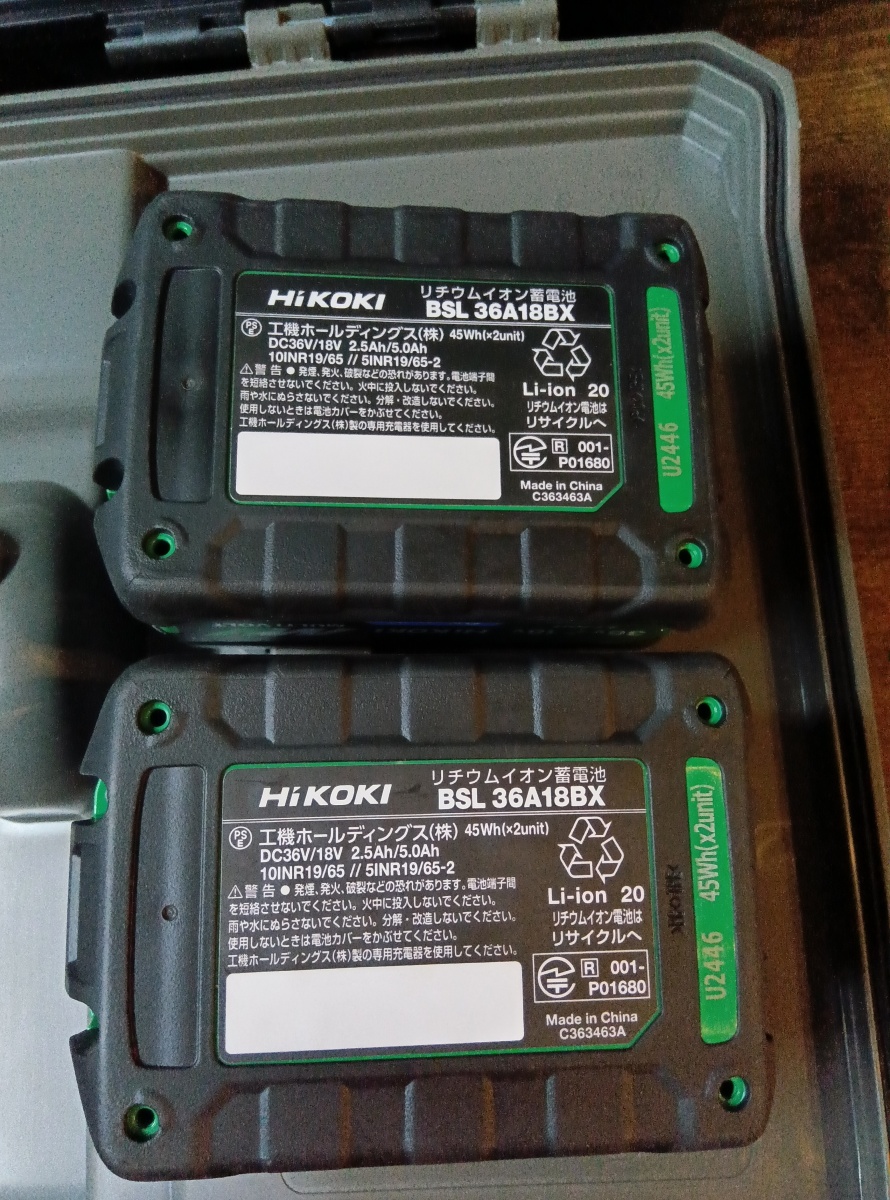 HiKOKI
リチウムイオン蓄電池
BSL 36A18BX
PS E 工機ホールディングス(株) 45Wh(×2unit)
DC36V/18V 2.5Ah/5.0Ah
10INR19/65 // 5INR19/65-2
⚠警告 ● 発煙、発火、破裂などの恐れがあります。電池端子間
を短絡させないでください。火中に投入しないでください。
雨や水にぬらさないでください。分解・改造しないでください。
使用しないときは電池カバーをかぶせてください。
工機ホールディングス(株)製の専用充電器を使用してください。
Li-ion 20
リチウムイオン電池は
リサイクルへ
R 001-
P01680
Made in China
C363463A
U2446 45Wh(x2unit)
HiKOKI
リチウムイオン蓄電池
BSL 36A18BX
PS E 工機ホールディングス(株) 45Wh(×2unit)
DC36V/18V 2.5Ah/5.0Ah
10INR19/65 // 5INR19/65-2
⚠警告 ● 発煙、発火、破裂などの恐れがあります。電池端子間
を短絡させないでください。火中に投入しないでください。
雨や水にぬらさないでください。分解・改造しないでください。
使用しないときは電池カバーをかぶせてください。
工機ホールディングス(株)製の専用充電器を使用してください。
Li-ion 20
リチウムイオン電池は
リサイクルへ
R 001-
P01680
Made in China
C363463A
U2446 45Wh(x2unit)